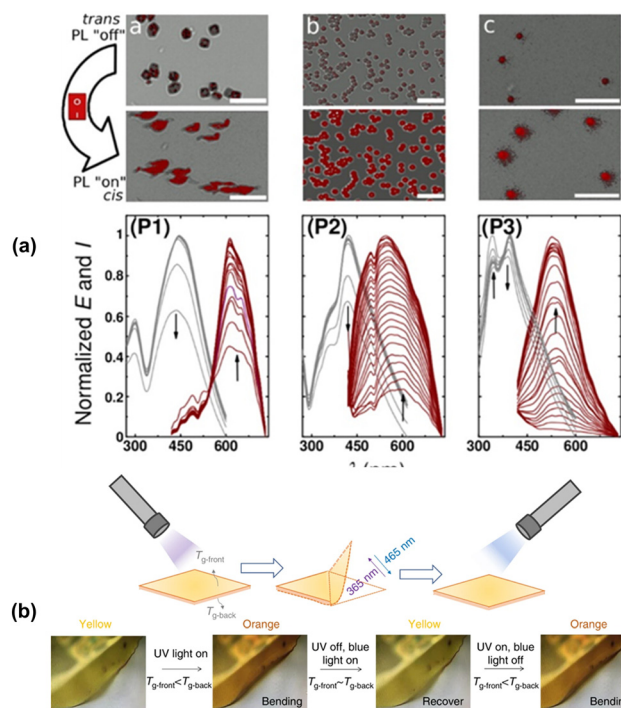 trans
PL "off"
O
I
PL "on"
cis
a
b
c
(a)
Normalized E and I
(P1)
(P2)
(P3)
1
0.8
0.6
0.4
0.2
0
300 450 600
300 450 600
300 450 600
Tg-front
Tg-back
365 nm
465 nm
(b)
Yellow
UV light on
Tg-front<Tg-back
Orange
Bending
UV off, blue
light on
Tg-front~Tg-back
Yellow
Recover
UV on, blue
light off
Tg-front<Tg-back
Orange